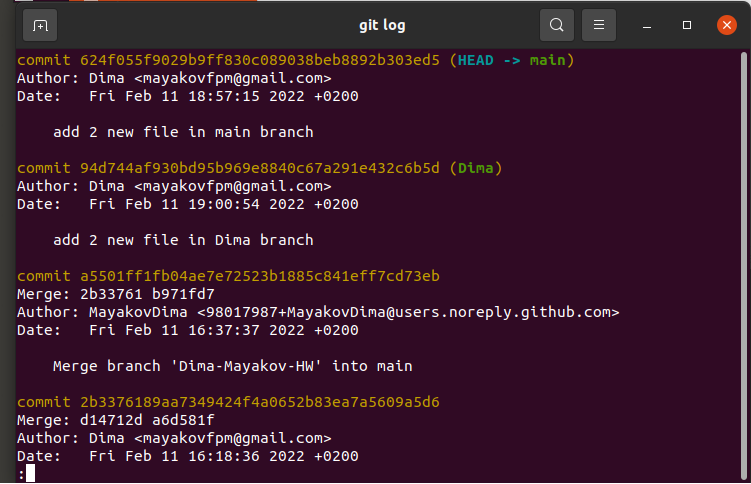 git log
commit 624f055f9029b9ff830c089038beb8892b303ed5 (HEAD -> main)
Author: Dima <mayakovfpm@gmail.com>
Date:   Fri Feb 11 18:57:15 2022 +0200
add 2 new file in main branch
commit 94d744af930bd95b969e8840c67a291e432c6b5d (Dima)
Author: Dima <mayakovfpm@gmail.com>
Date:   Fri Feb 11 19:00:54 2022 +0200
add 2 new file in Dima branch
commit a5501ff1fb04ae7e72523b1885c841eff7cd73eb
Merge: 2b33761 b971fd7
Author: MayakovDima <98017987+MayakovDima@users.noreply.github.com>
Date:   Fri Feb 11 16:37:37 2022 +0200
Merge branch 'Dima-Mayakov-HW' into main
commit 2b3376189aa7349424f4a0652b83ea7a5609a5d6
Merge: d14712d a6d581f
Author: Dima <mayakovfpm@gmail.com>
Date:   Fri Feb 11 16:18:36 2022 +0200
: